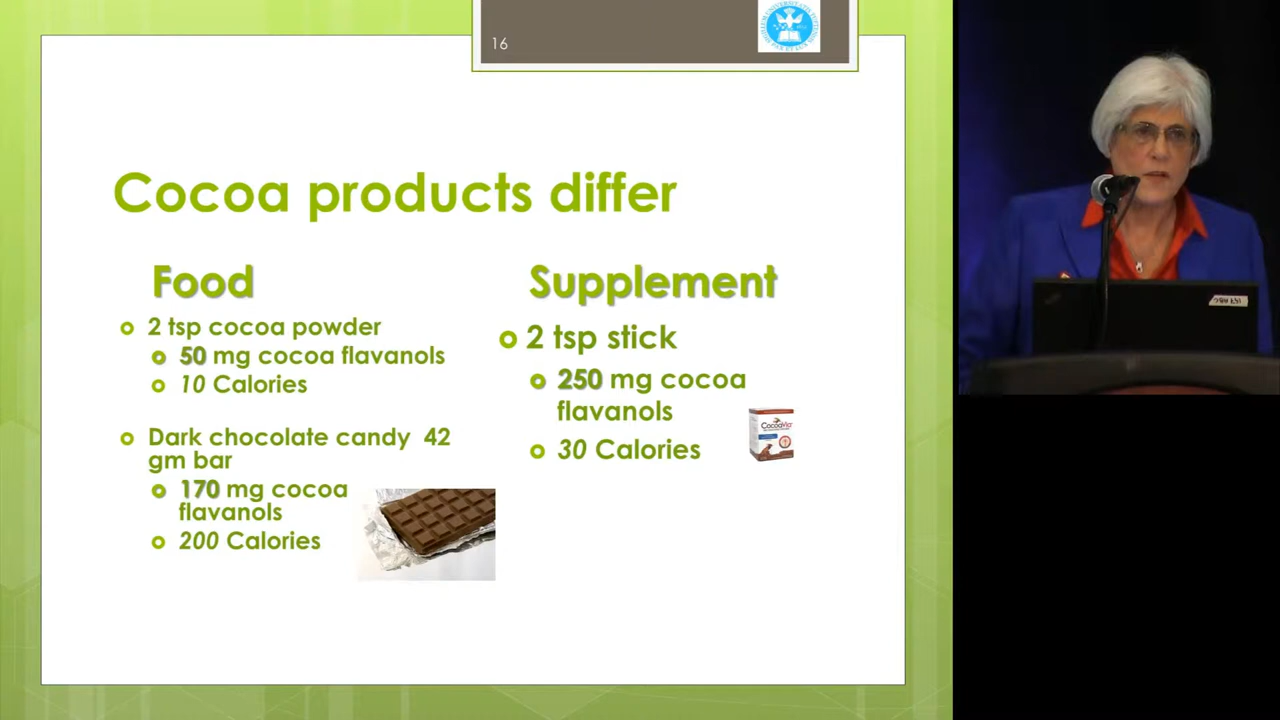 16
Cocoa products differ
Food
2 tsp cocoa powder
50 mg cocoa flavanols
10 Calories
Dark chocolate candy 42
gm bar
170 mg cocoa
flavanols
200 Calories
Supplement
2 tsp stick
250 mg cocoa
flavanols
30 Calories
CocoaVia